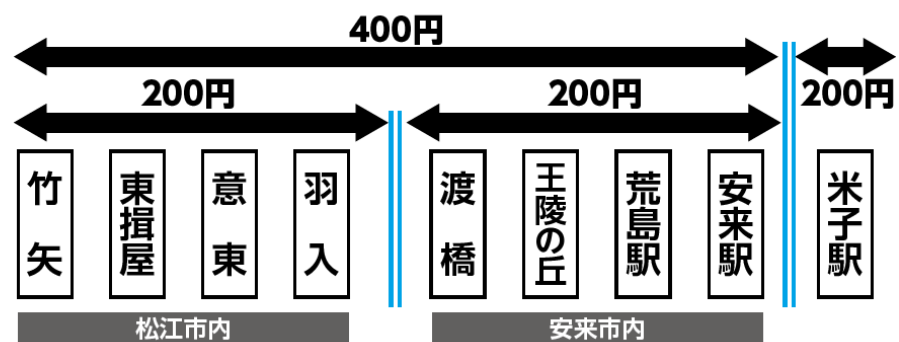 400円
200円
200円
200円
竹矢
東揖屋
意東
羽入
渡橋
王陵の丘
荒島駅
安来駅
米子駅
松江市内
安来市内